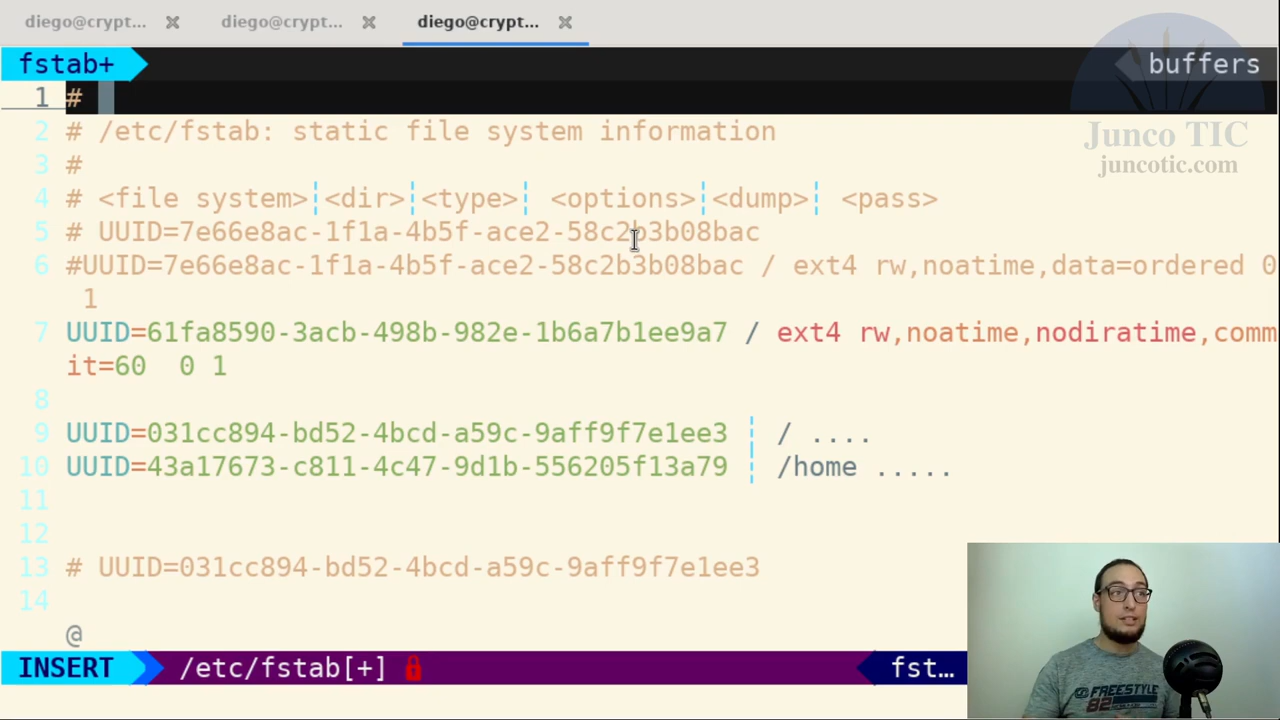 diego@crypt... diego@crypt... diego@crypt...
fstab+ buffers
1 #
2 # /etc/fstab: static file system information
3 #
4 # <file system>¦<dir>¦<type>¦ <options>¦<dump>¦ <pass>
5 # UUID=7e66e8ac-1f1a-4b5f-ace2-58c2b3b08bac
6 #UUID=7e66e8ac-1f1a-4b5f-ace2-58c2b3b08bac / ext4 rw,noatime,data=ordered 0
1
7 UUID=61fa8590-3acb-498b-982e-1b6a7b1ee9a7 / ext4 rw,noatime,nodiratime,comm
it=60  0 1
8
9 UUID=031cc894-bd52-4bcd-a59c-9aff9f7e1ee3 ¦ / ....
10 UUID=43a17673-c811-4c47-9d1b-556205f13a79 ¦ /home .....
11
12
13 # UUID=031cc894-bd52-4bcd-a59c-9aff9f7e1ee3
14
@
INSERT /etc/fstab[+] fst...
Junco TIC
juncotic.com
FREESTYLE
82